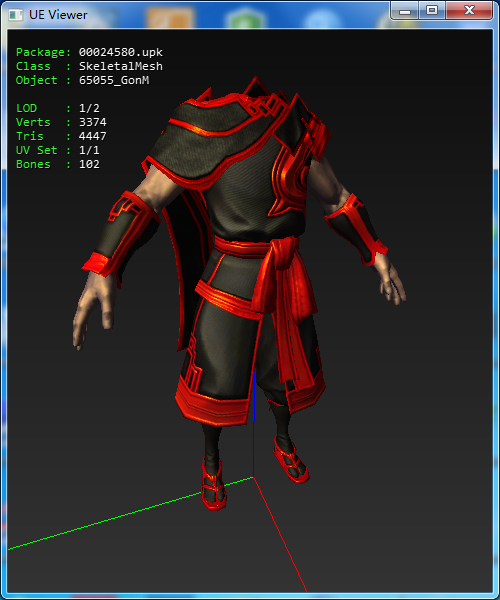 UE Viewer
Package: 00024580.upk
Class : SkeletalMesh
Object : 65055_GonM
LOD : 1/2
Verts : 3374
Tris : 4447
UV Set : 1/1
Bones : 102